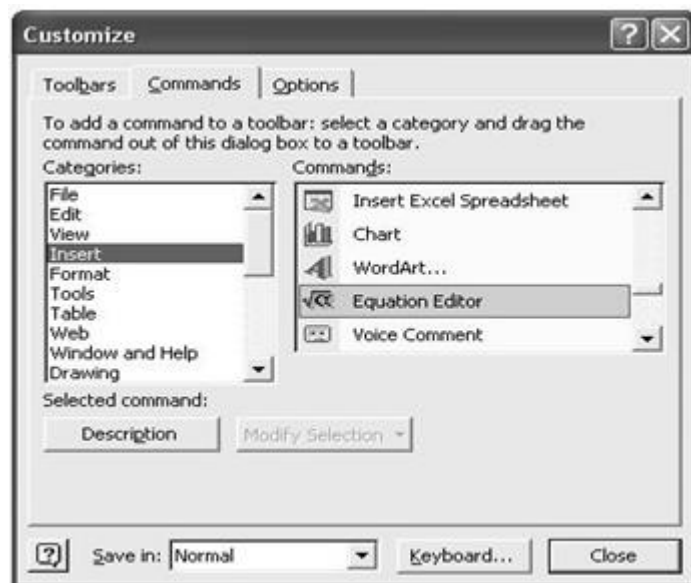 Customize
Toolbars Commands Options
To add a command to a toolbar: select a category and drag the
command out of this dialog box to a toolbar.
Categories:
File
Edit
View
Insert
Format
Tools
Table
Web
Window and Help
Drawing
Commands:
Insert Excel Spreadsheet
Chart
WordArt...
Equation Editor
Voice Comment
Selected command:
Description Modify Selection
Save in: Normal Keyboard... Close